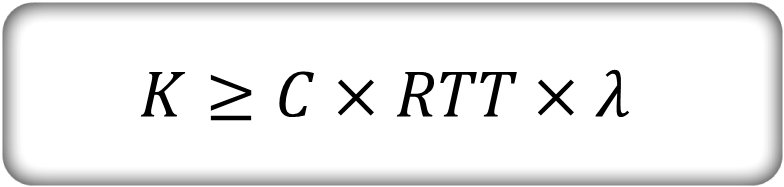 K ≥ C × RTT × λ